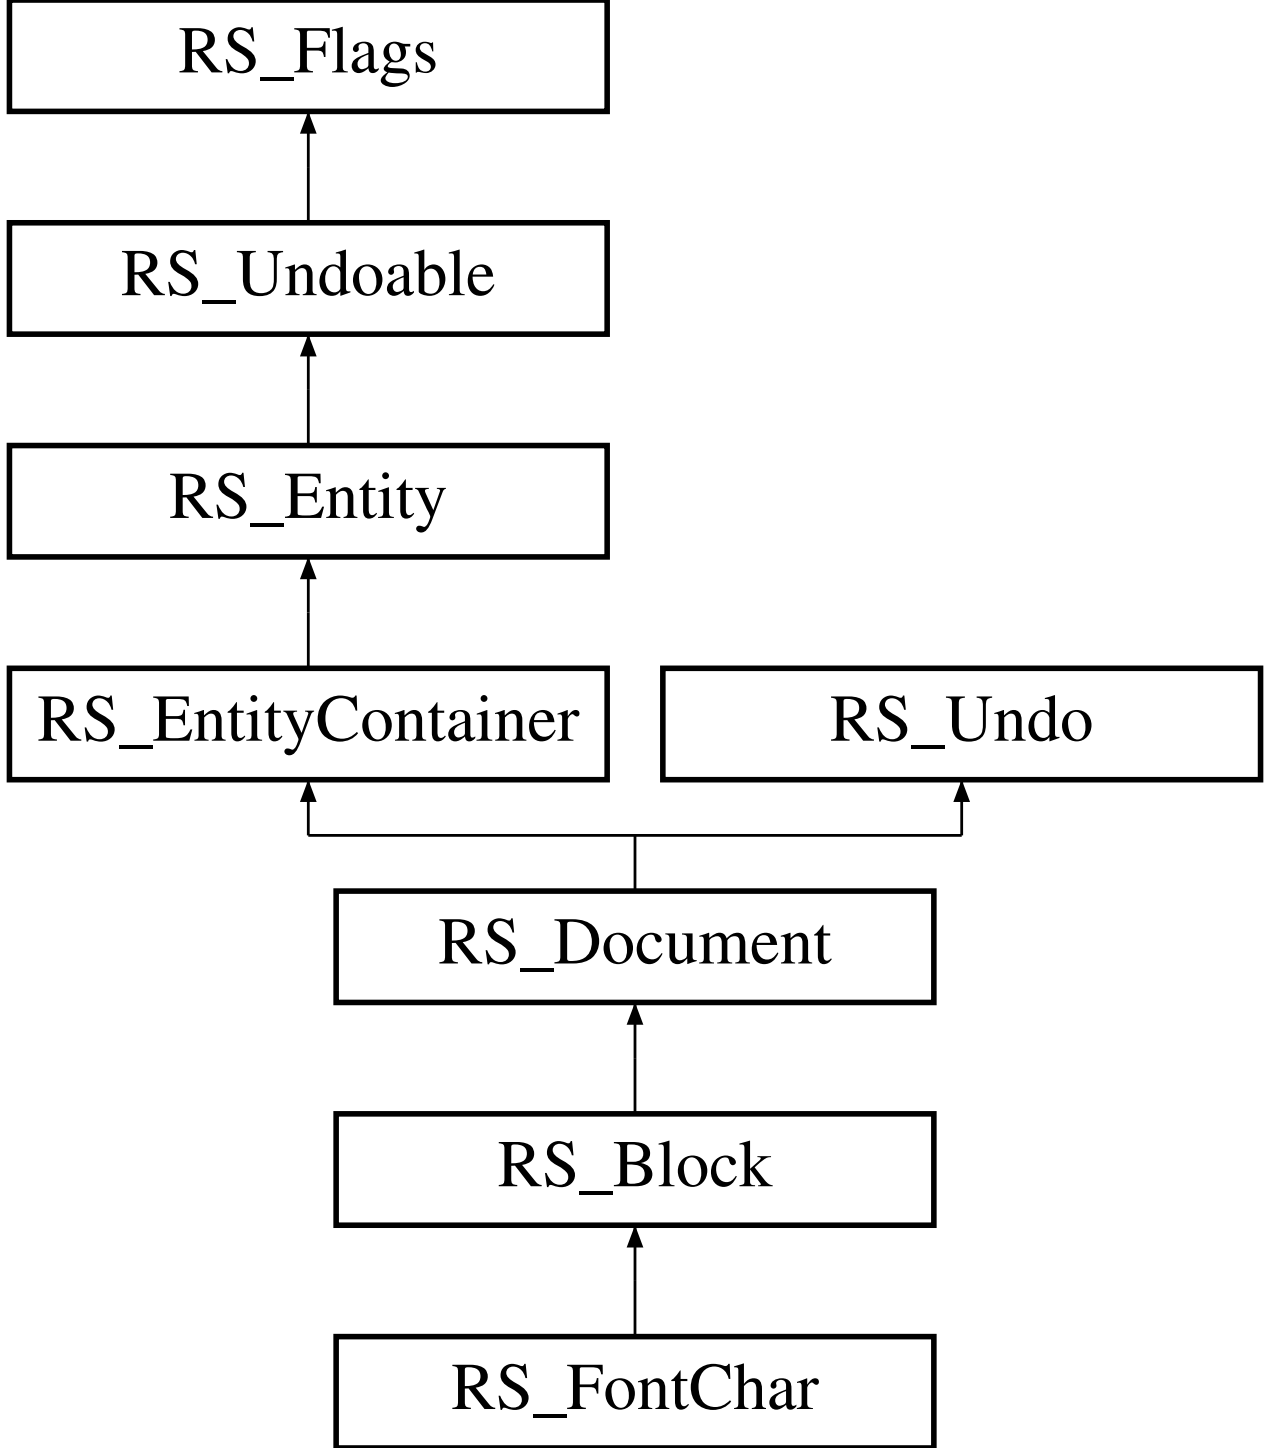 RS_Flags
RS_Undoable
RS_Entity
RS_EntityContainer
RS_Undo
RS_Document
RS_Block
RS_FontChar